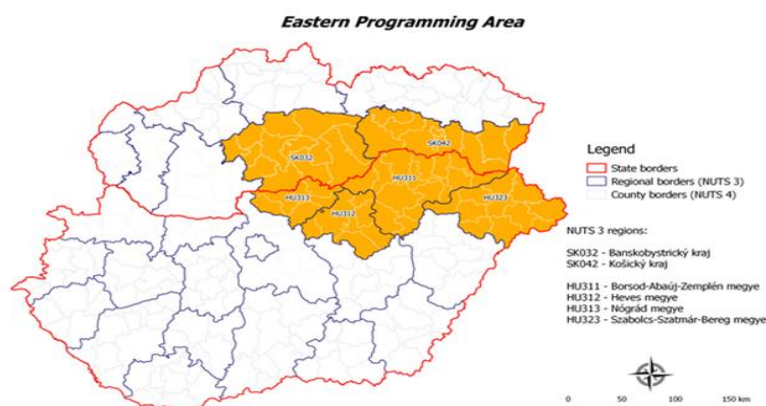 Eastern Programming Area
SK032
SK042
HU311
HU313
HU312
HU323
Legend
State borders
Regional borders (NUTS 3)
County borders (NUTS 4)
NUTS 3 regions:
SK032 - Banskobystrický kraj
SK042 - Košický kraj
HU311 - Borsod-Abaúj-Zemplén megye
HU312 - Heves megye
HU313 - Nógrád megye
HU323 - Szabolcs-Szatmár-Bereg megye
0 50 100 150 km